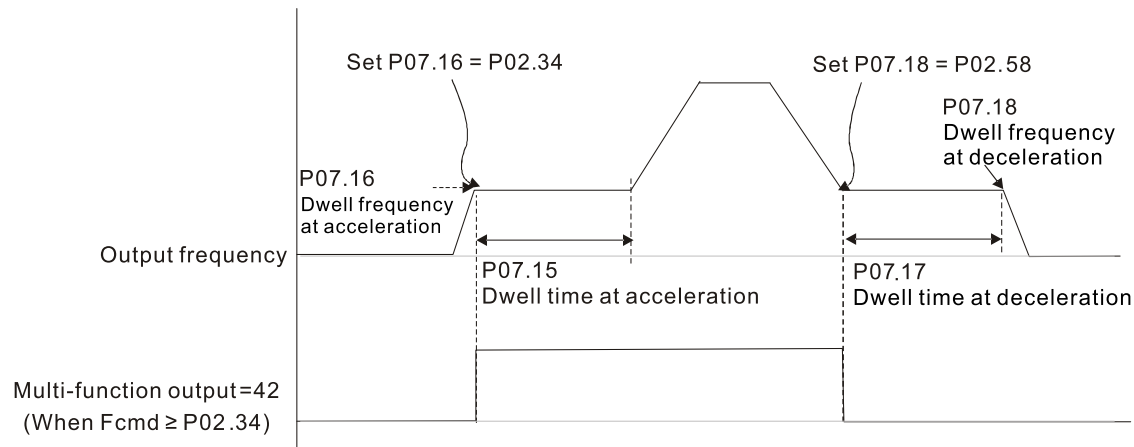 Set P07.16 = P02.34
Set P07.18 = P02.58
P07.18
Dwell frequency
at deceleration
P07.16
Dwell frequency
at acceleration
Output frequency
P07.15
Dwell time at acceleration
P07.17
Dwell time at deceleration
Multi-function output=42
(When Fcmd ≥ P02.34)